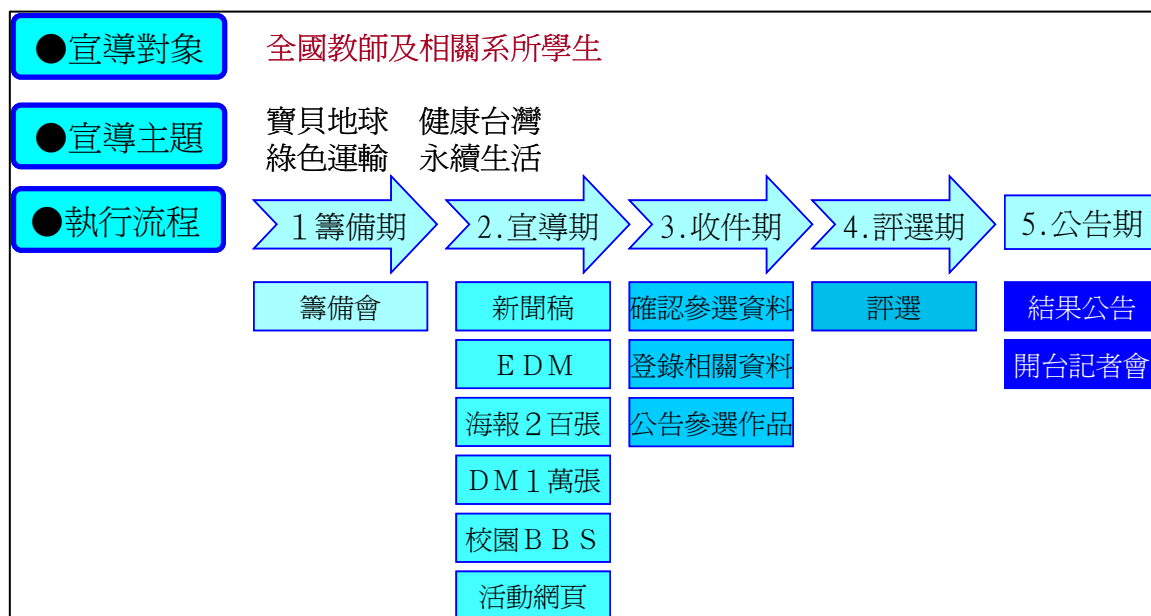 ●宣導對象
全國教師及相關系所學生
●宣導主題
寶貝地球　健康台灣
綠色運輸　永續生活
●執行流程
１籌備期
2.宣導期
3.收件期
4.評選期
5.公告期
籌備會
新聞稿
ＥＤＭ
海報２百張
ＤＭ１萬張
校園ＢＢＳ
活動網頁
確認參選資料
登錄相關資料
公告參選作品
評選
結果公告
開台記者會